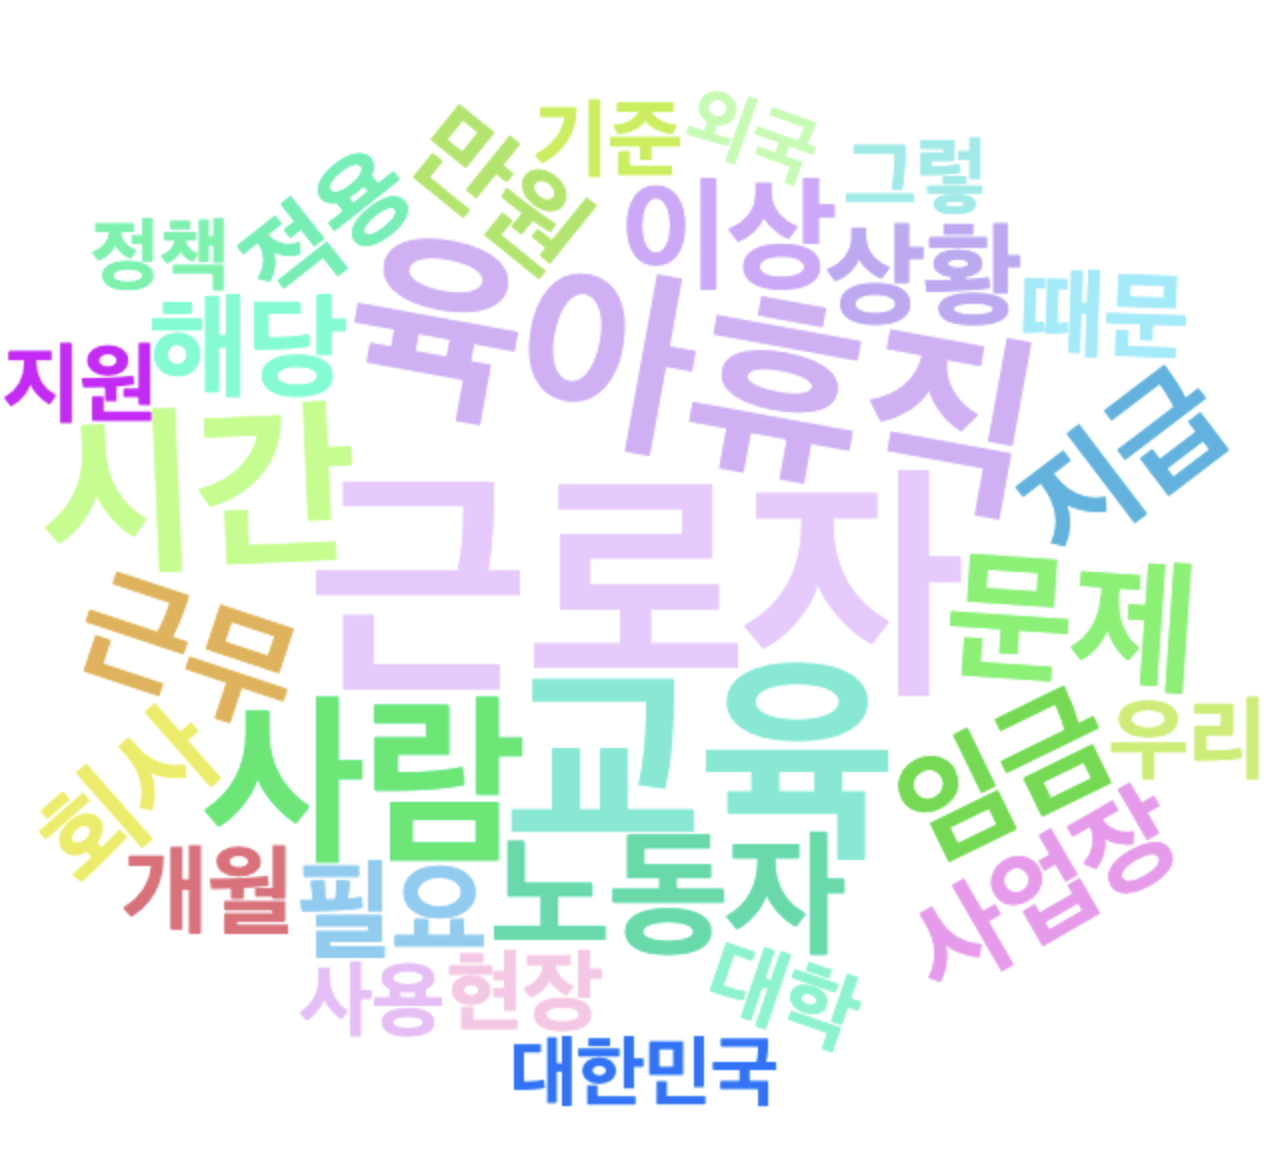 기준
외국
만원
그렇
적용
이상
정책
상황
육아휴직
때문
해당
지원
지급
시간
근로자
문제
근무
교육
사람
임금
우리
회사
사업장
노동자
개월
필요
대학
현장
사용
대한민국